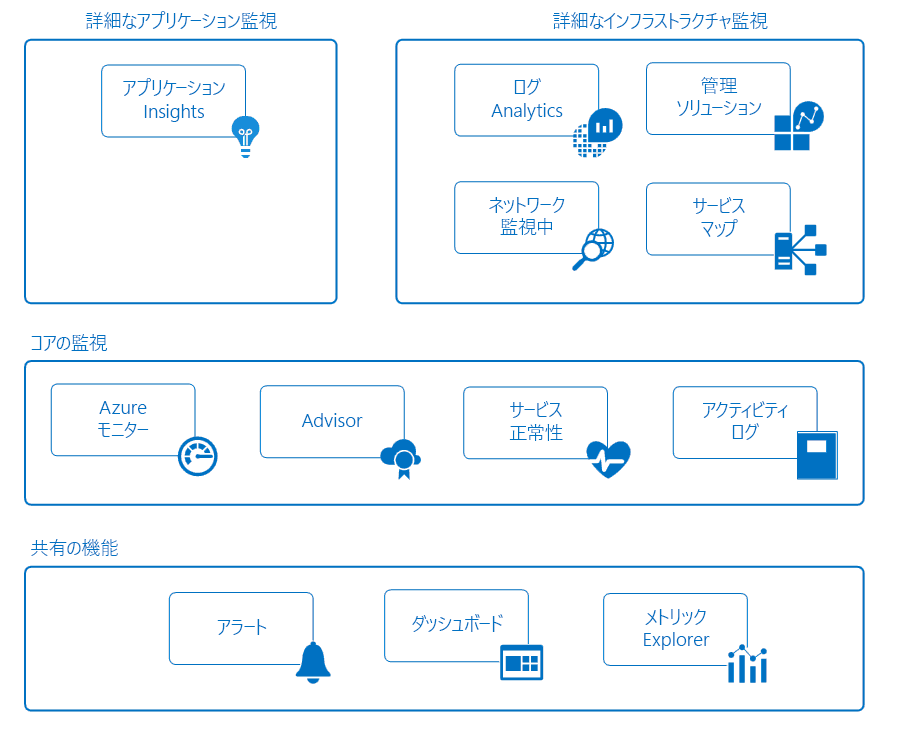 詳細なアプリケーション監視
アプリケーション
Insights
詳細なインフラストラクチャ監視
ログ
Analytics
管理
ソリューション
ネットワーク
監視中
サービス
マップ
コアの監視
Azure
モニター
Advisor
サービス
正常性
アクティビティ
ログ
共有の機能
アラート
ダッシュボード
メトリック
Explorer